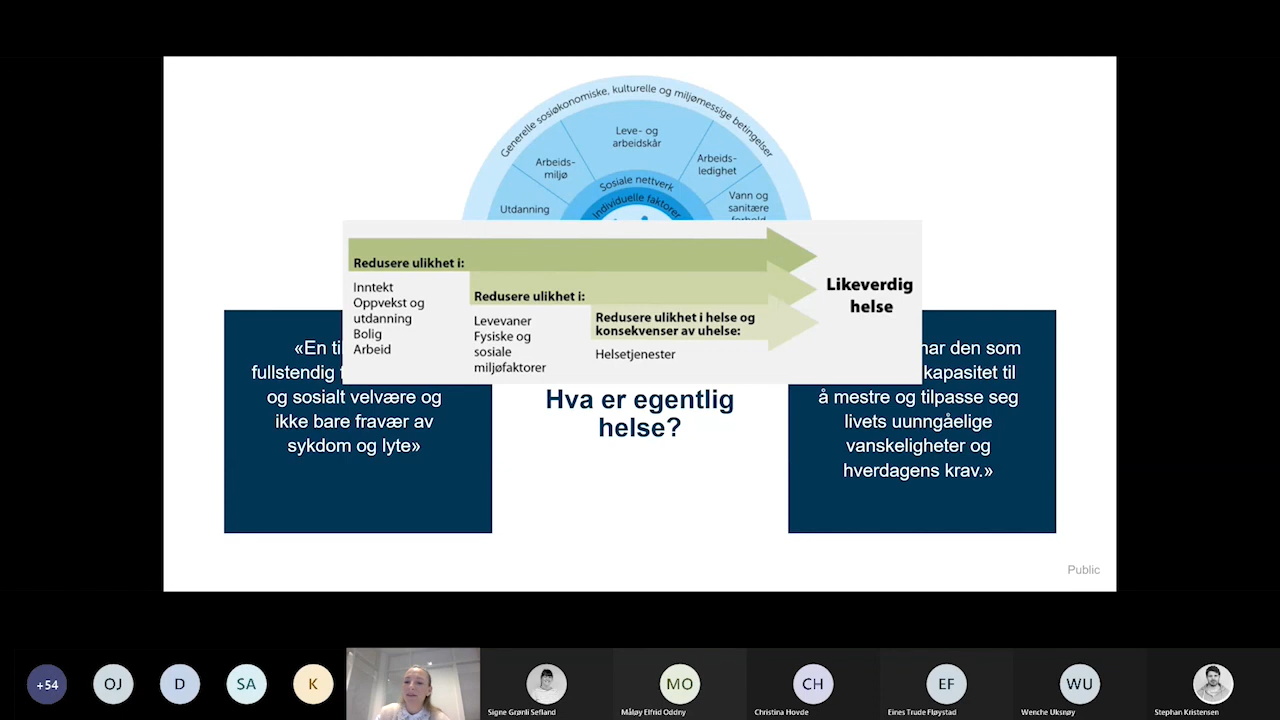 Generelle sosiøkonomiske, kulturelle og miljømessige betingelser
Leve- og
arbeidskår
Arbeids-
miljø
Arbeids-
ledighet
Sosiale nettverk
Individuelle faktorer
Utdanning
Vann og
sanitære
forhold
Redusere ulikhet i:
Inntekt
Oppvekst og
utdanning
Bolig
Arbeid
Redusere ulikhet i:
Levevaner
Fysiske og
sosiale
miljøfaktorer
Redusere ulikhet i helse og
konsekvenser av uhelse:
Helsetjenester
Likeverdig
helse
«En
fullstendig
og sosialt velvære og
ikke bare fravær av
sykdom og lyte»
Hva er egentlig
helse?
har den som
kapasitet til
å mestre og tilpasse seg
livets uunngåelige
vanskeligheter og
hverdagens krav.»
Public
+54
OJ
D
SA
K
Signe Grønli Sefland
MO
Måløy Elfrid Oddny
CH
Christina Hovde
EF
Eines Trude Fløystad
WU
Wenche Uksnøy
Stephan Kristensen